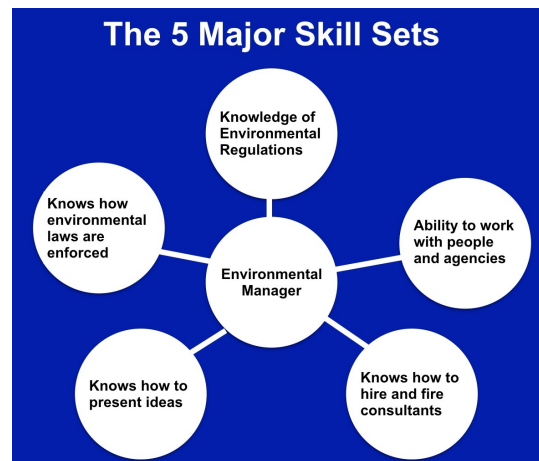 The 5 Major Skill Sets
Knowledge of
Environmental
Regulations
Knows how
environmental
laws are
enforced
Ability to work
with people
and agencies
Environmental
Manager
Knows how to
present ideas
Knows how to
hire and fire
consultants